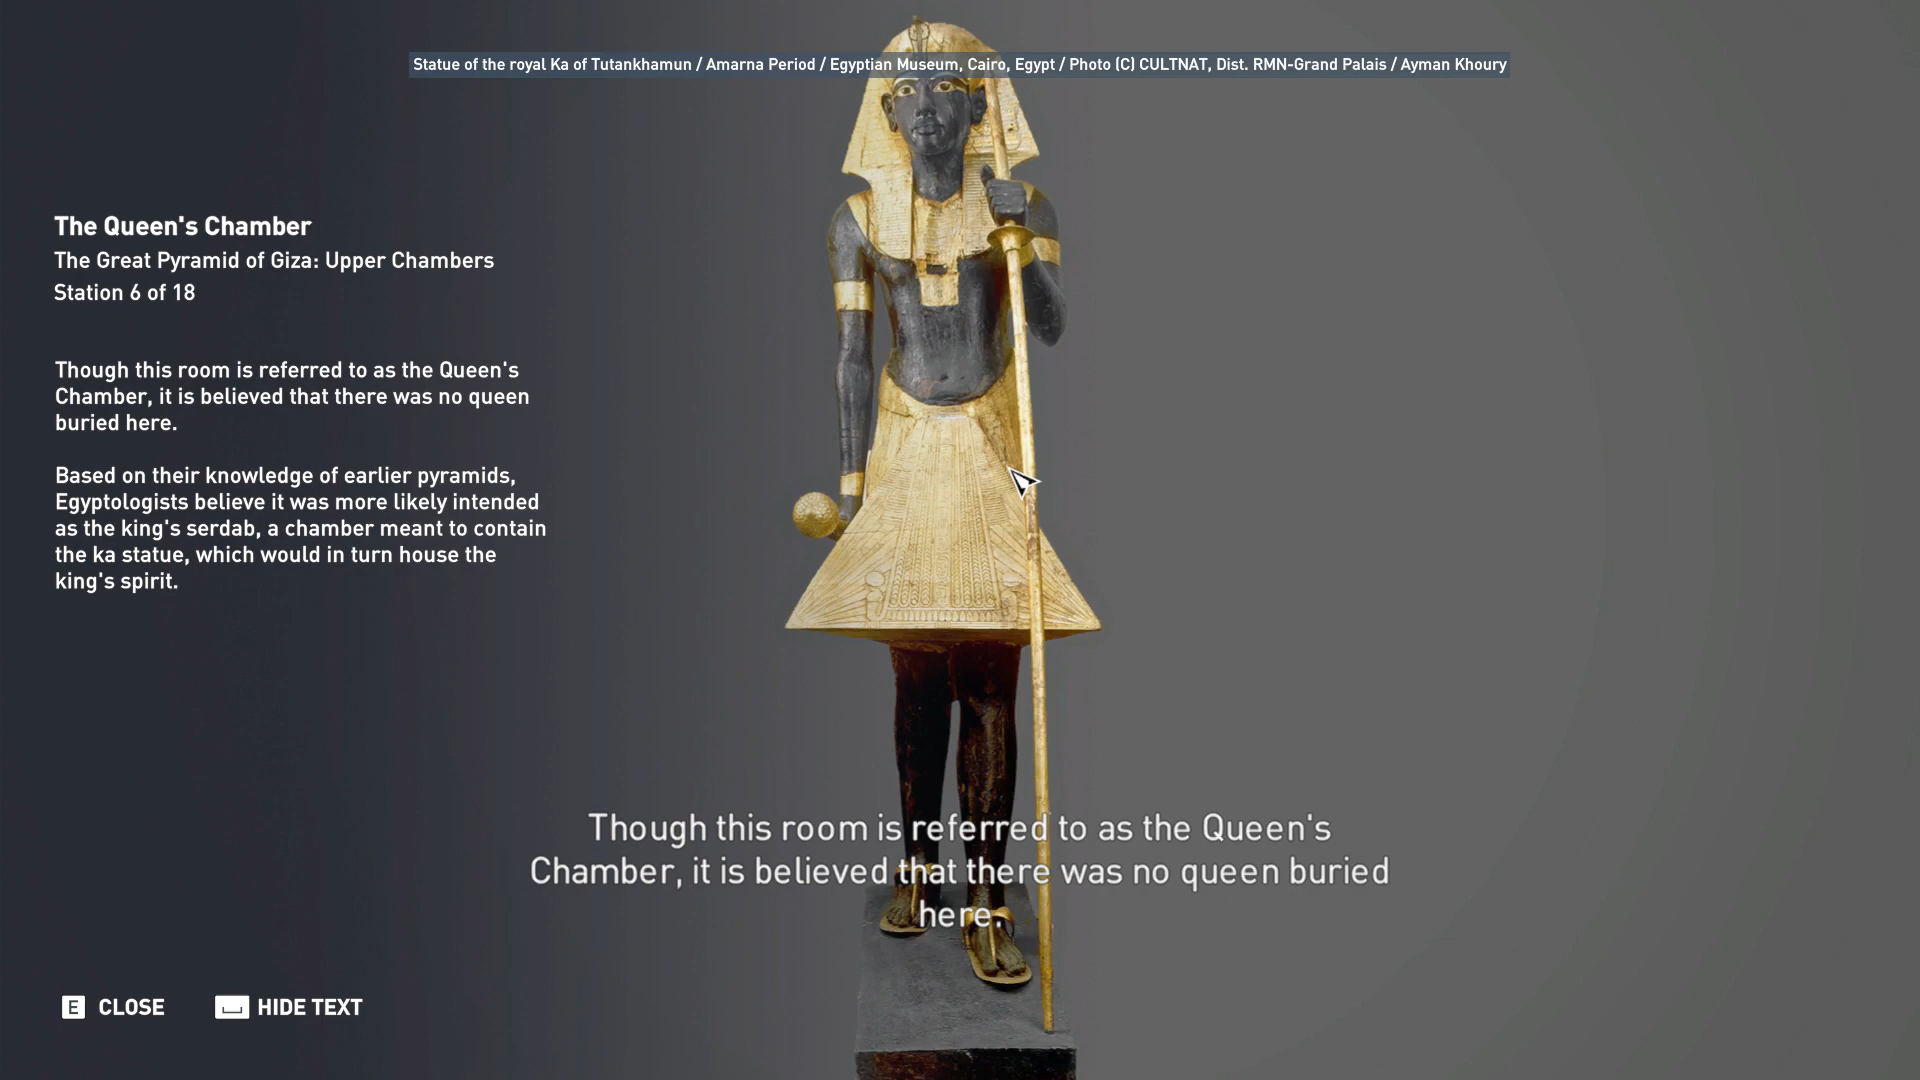 Statue of the royal Ka of Tutankhamun / Amarna Period / Egyptian Museum, Cairo, Egypt / Photo (C) CULTNAT, Dist. RMN-Grand Palais / Ayman Khoury
The Queen's Chamber
The Great Pyramid of Giza: Upper Chambers
Station 6 of 18
Though this room is referred to as the Queen's
Chamber, it is believed that there was no queen
buried here.
Based on their knowledge of earlier pyramids,
Egyptologists believe it was more likely intended
as the king's serdab, a chamber meant to contain
the ka statue, which would in turn house the
king's spirit.
Though this room is referred to as the Queen's
Chamber, it is believed that there was no queen buried
here.
E CLOSE HIDE TEXT